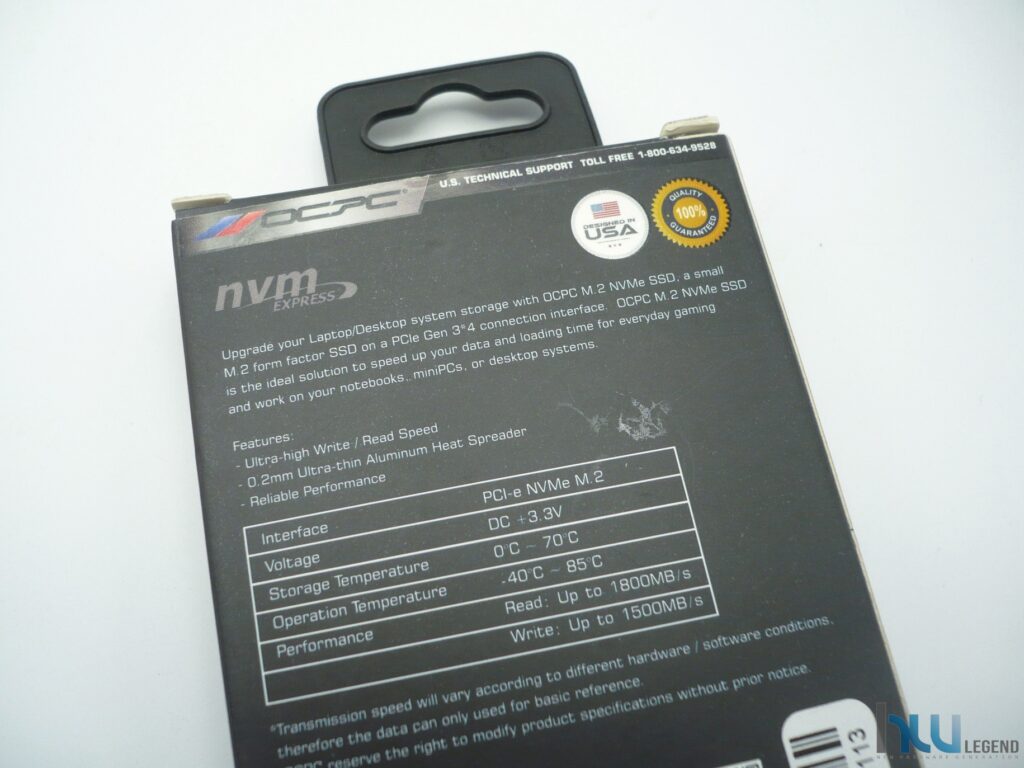 OCPC
U.S. TECHNICAL SUPPORT TOLL FREE 1-800-634-9528
DESIGNED IN
USA
QUALITY
100%
GUARANTEED
nvm
EXPRESS
Upgrade your Laptop/Desktop system storage with OCPC M.2 NVMe SSD, a small
M.2 form factor SSD on a PCIe Gen 3*4 connection interface. OCPC M.2 NVMe SSD
is the ideal solution to speed up your data and loading time for everyday gaming
and work on your notebooks, miniPCs, or desktop systems.
Features:
- Ultra-high Write / Read Speed
- 0.2mm Ultra-thin Aluminum Heat Spreader
- Reliable Performance
Interface PCI-e NVMe M.2
Voltage DC +3.3V
Storage Temperature 0°C ~ 70°C
Operation Temperature -40°C ~ 85°C
Performance Read: Up to 1800MB/s
Write: Up to 1500MB/s
*Transmission speed will vary according to different hardware / software conditions,
therefore the data can only used for basic reference.
OCPC reserve the right to modify product specifications without prior notice.
113
HW LEGEND
NEW HARDWARE GENERATION